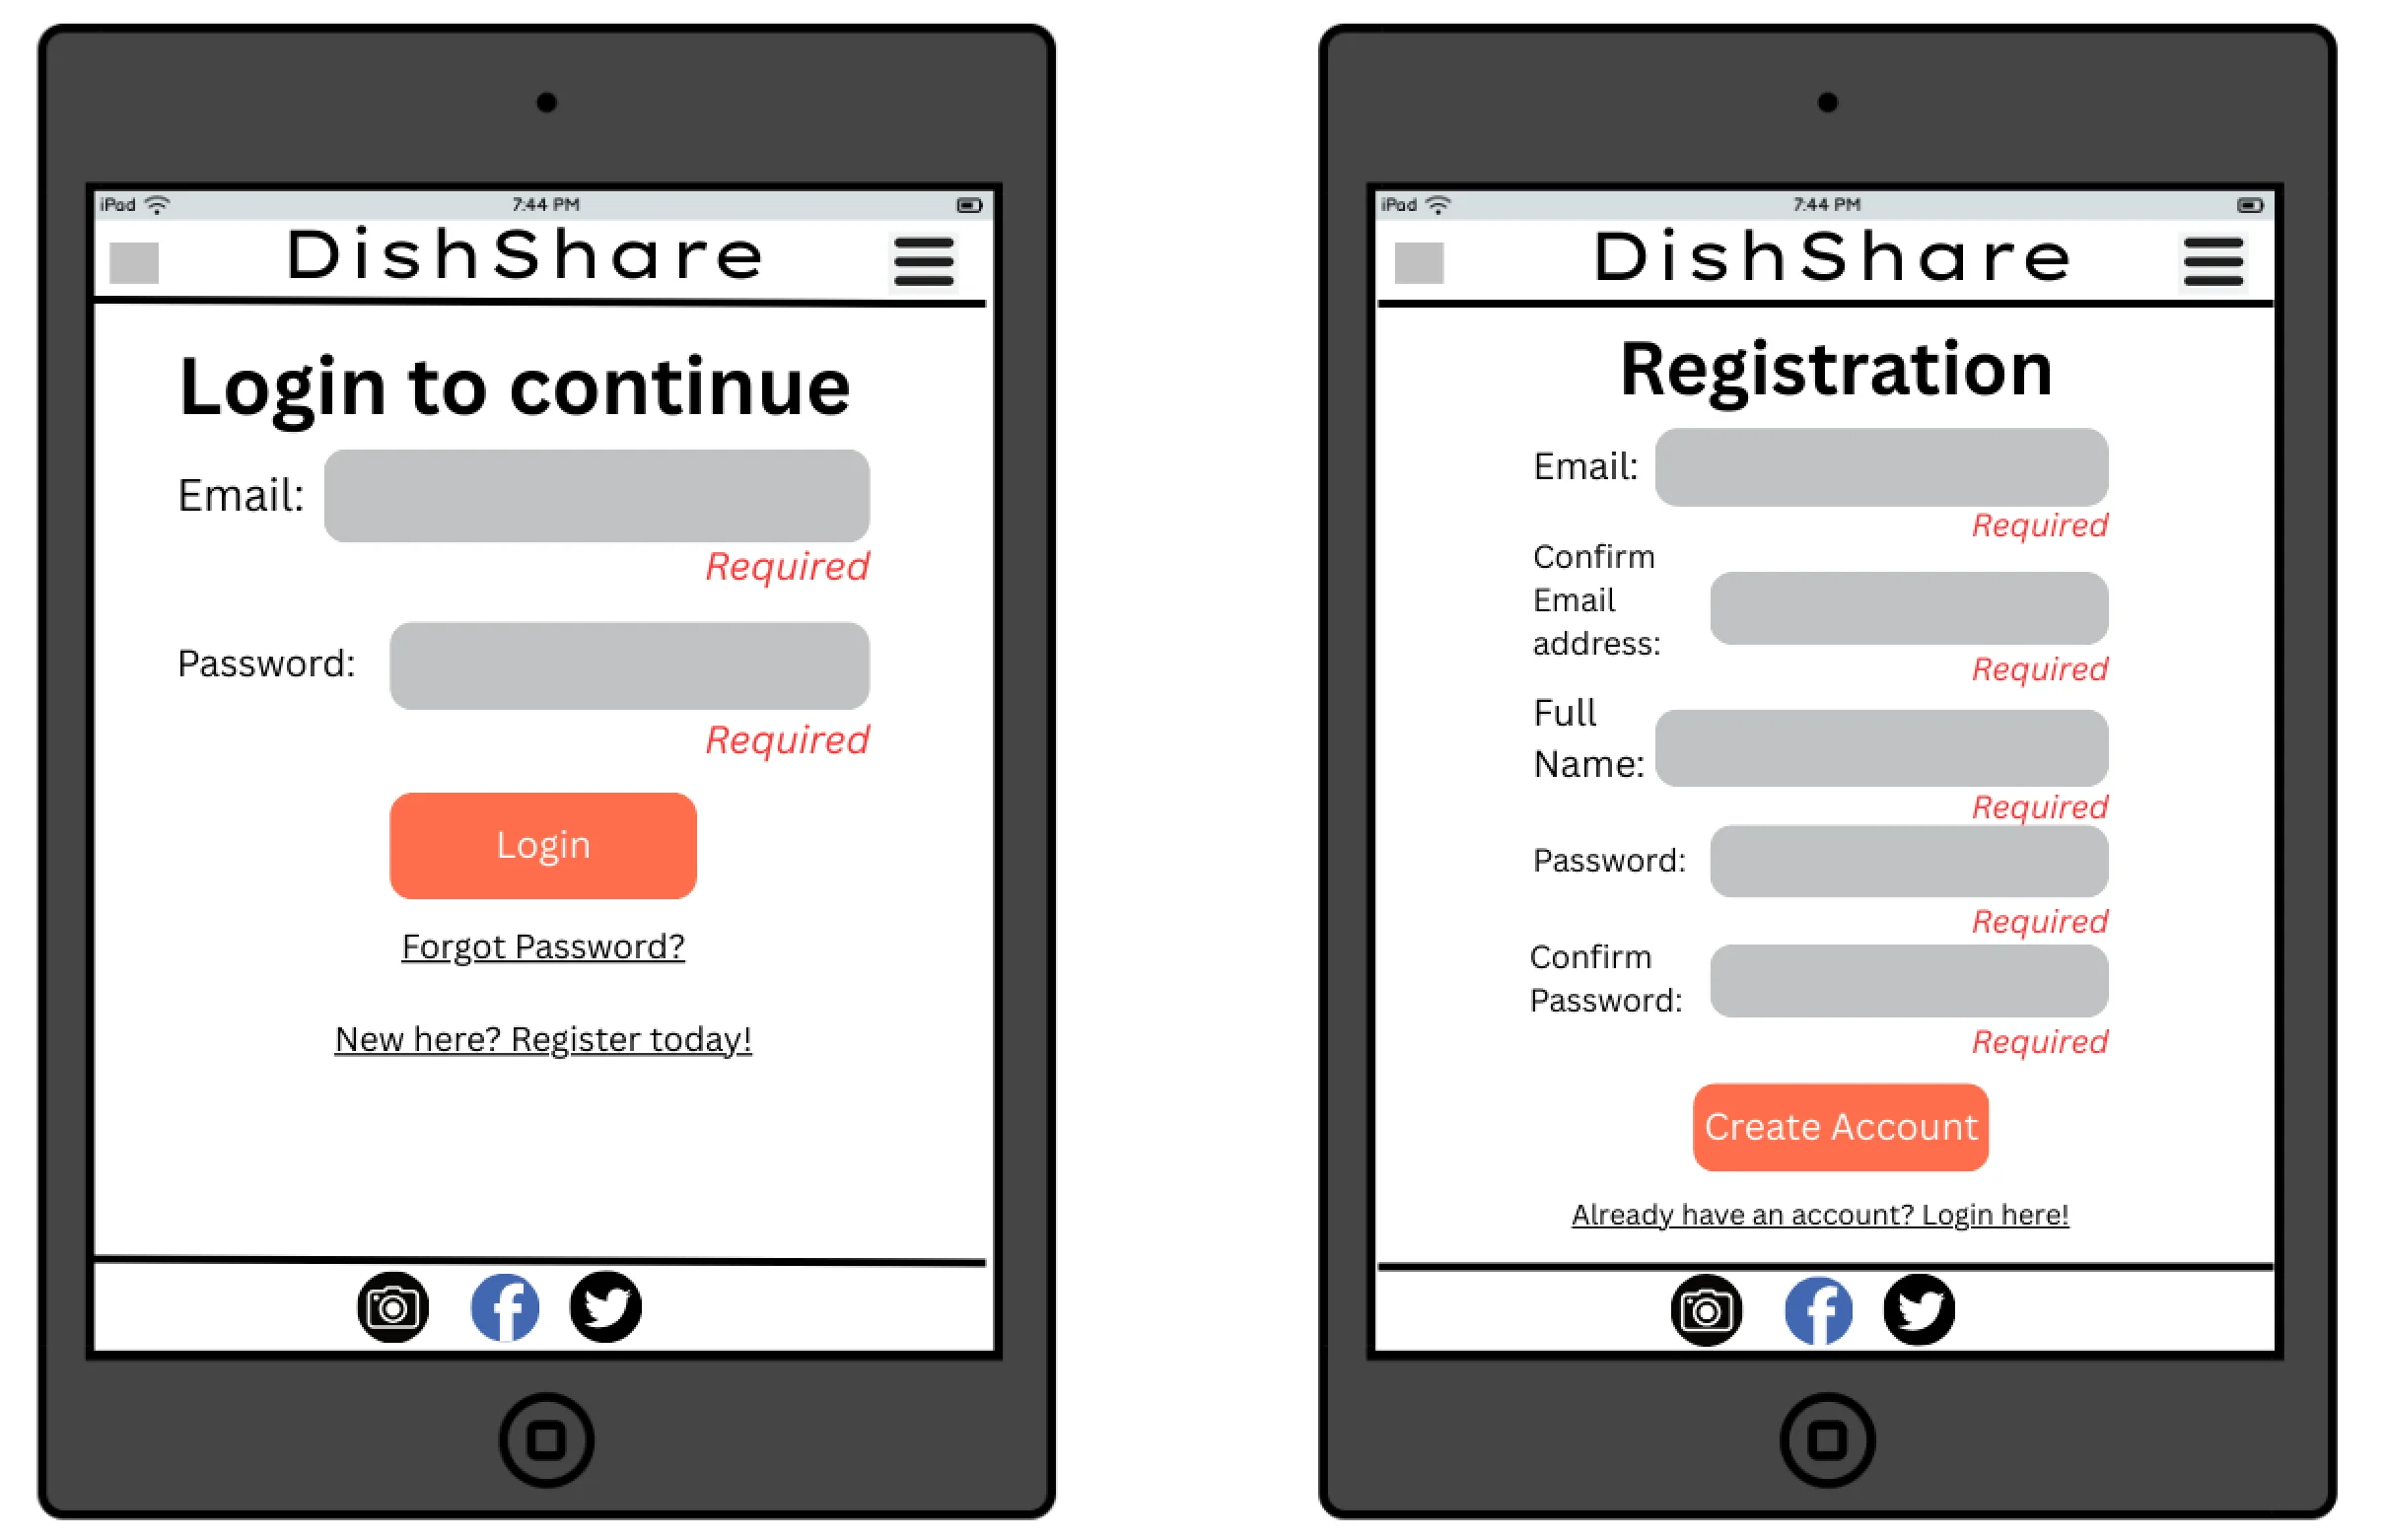 iPad 7:44 PM
DishShare
Login to continue
Email:
Required
Password:
Required
Login
Forgot Password?
New here? Register today!
iPad 7:44 PM
DishShare
Registration
Email:
Required
Confirm
Email
address:
Required
Full
Name:
Required
Password:
Required
Confirm
Password:
Required
Create Account
Already have an account? Login here!